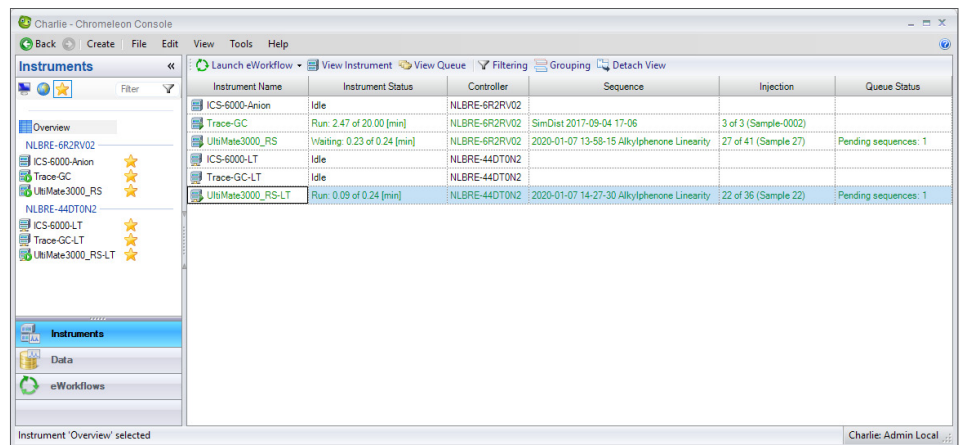 Charlie - Chromeleon Console
Back Create File Edit View Tools Help
Instruments «
Launch eWorkflow View Instrument View Queue Filtering Grouping Detach View
Filter
Overview
NLBRE-6R2RV02
ICS-6000-Anion
Trace-GC
UltiMate3000_RS
NLBRE-44DT0N2
ICS-6000-LT
Trace-GC-LT
UltiMate3000_RS-LT
Instrument Name Instrument Status Controller Sequence Injection Queue Status
ICS-6000-Anion Idle NLBRE-6R2RV02
Trace-GC Run: 2.47 of 20.00 [min] NLBRE-6R2RV02 SimDist 2017-09-04 17-06 3 of 3 (Sample-0002)
UltiMate3000_RS Waiting: 0.23 of 0.24 [min] NLBRE-6R2RV02 2020-01-07 13-58-15 Alkylphenone Linearity 27 of 41 (Sample 27) Pending sequences: 1
ICS-6000-LT Idle NLBRE-44DT0N2
Trace-GC-LT Idle NLBRE-44DT0N2
UltiMate3000_RS-LT Run: 0.09 of 0.24 [min] NLBRE-44DT0N2 2020-01-07 14-27-30 Alkylphenone Linearity 22 of 36 (Sample 22) Pending sequences: 1
Instruments
Data
eWorkflows
Instrument 'Overview' selected
Charlie: Admin Local